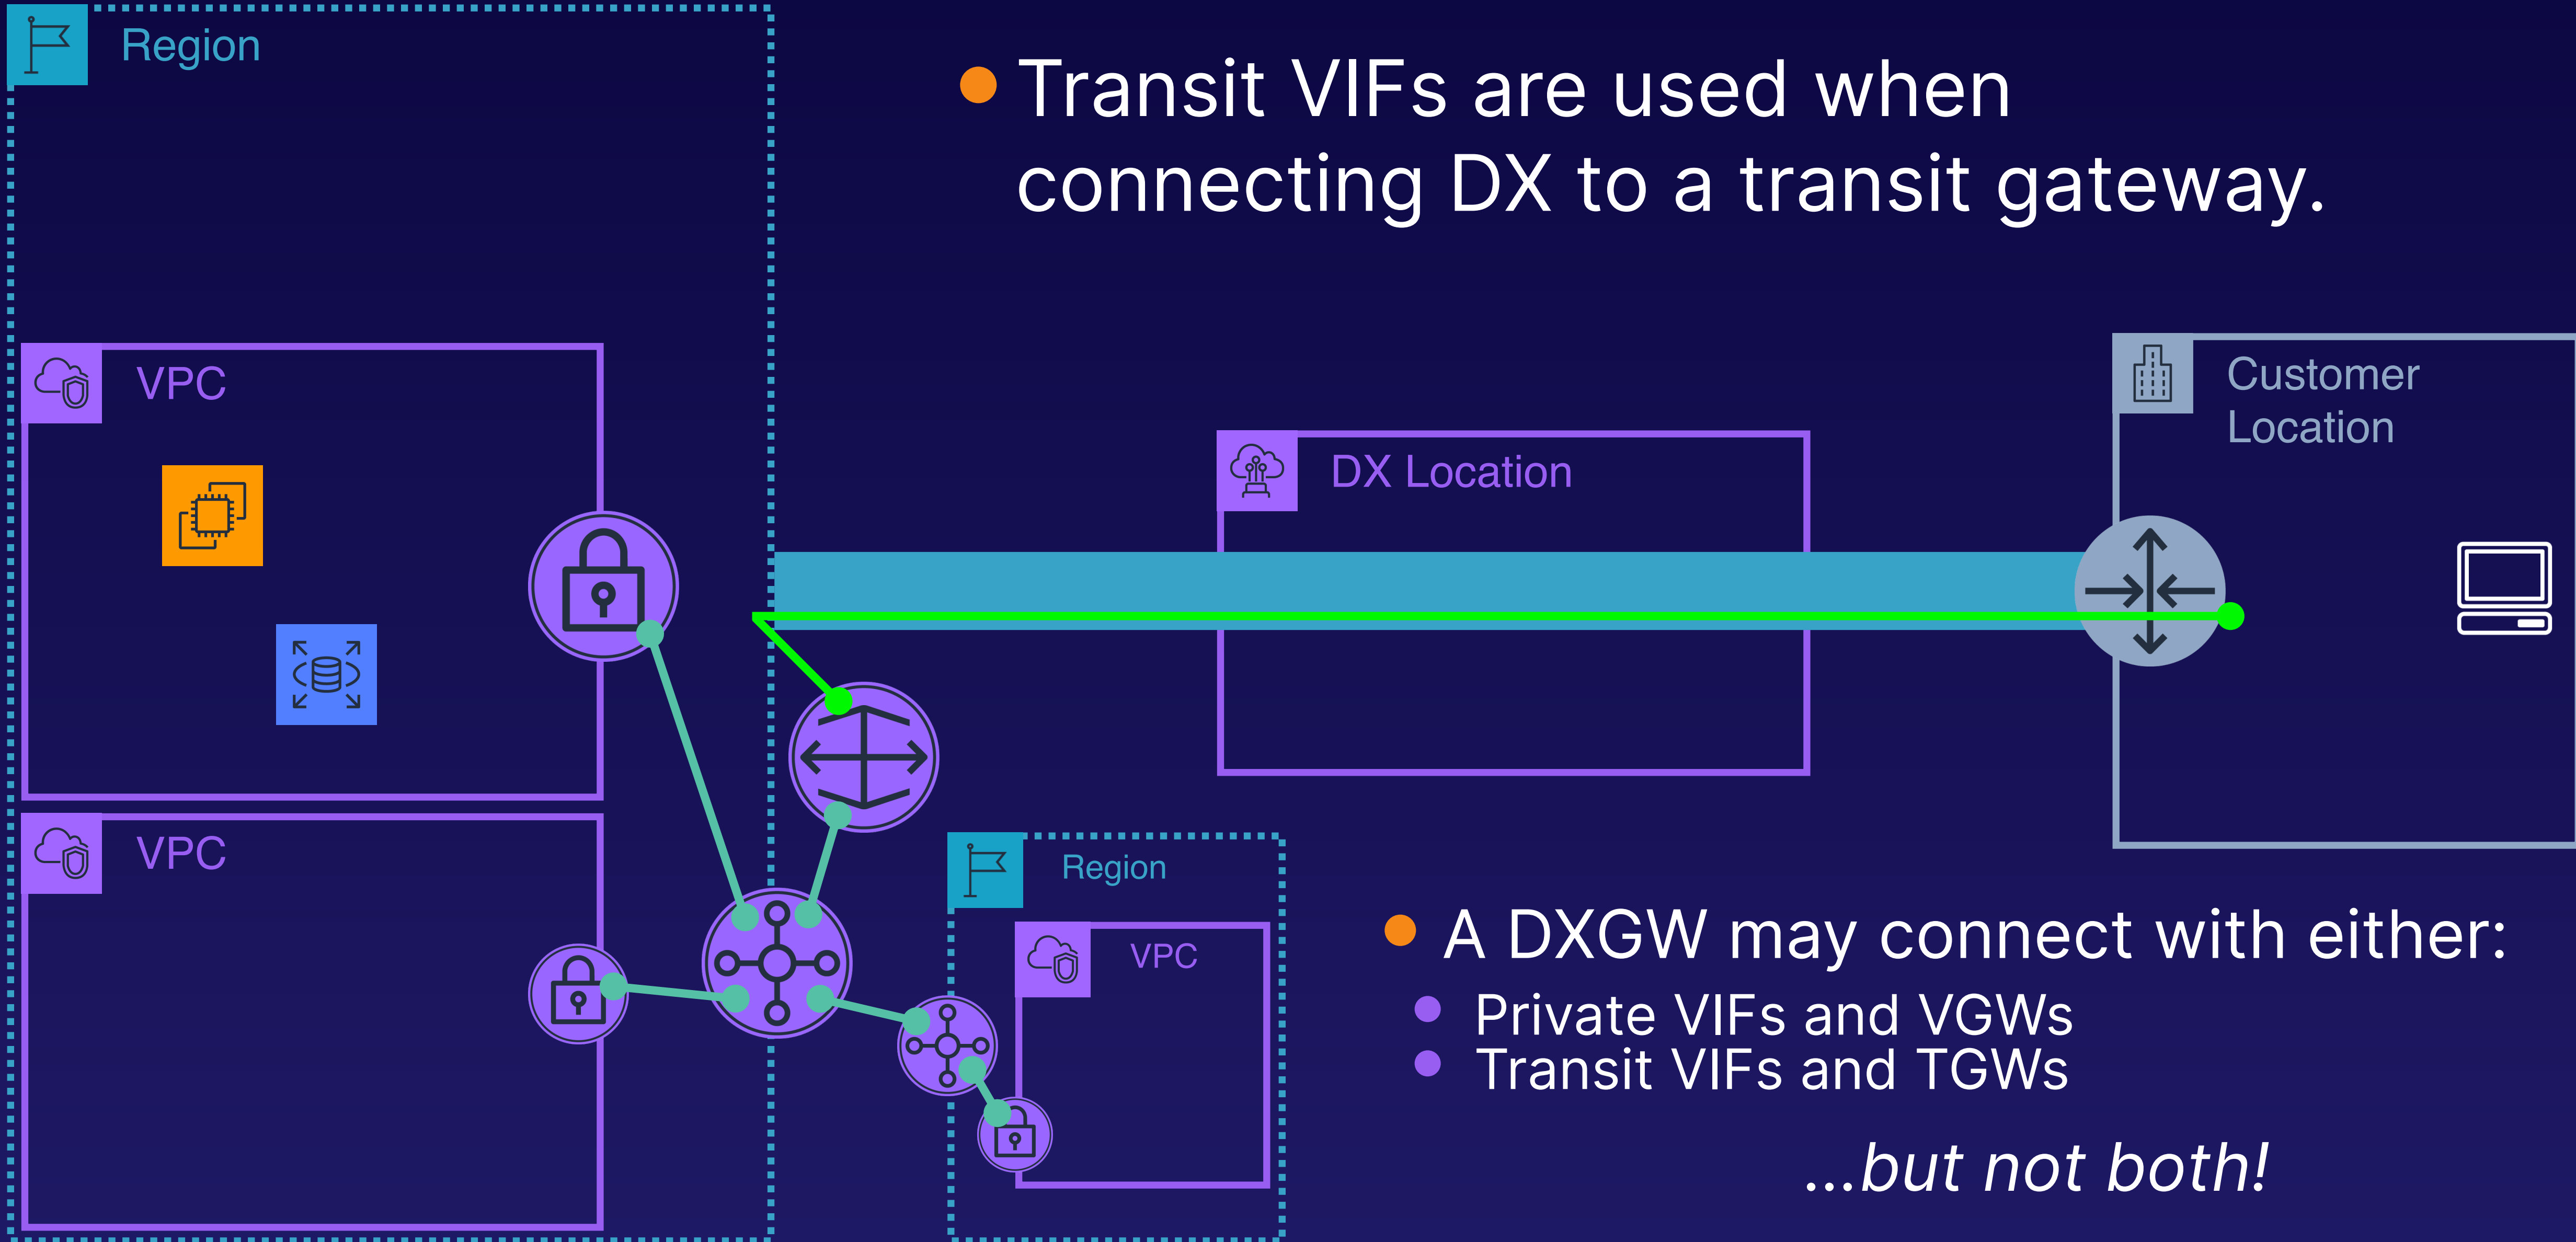 Region
Transit VIFs are used when
connecting DX to a transit gateway.
VPC
DX Location
Customer
Location
VPC
Region
VPC
A DXGW may connect with either:
Private VIFs and VGWs
Transit VIFs and TGWs
...but not both!